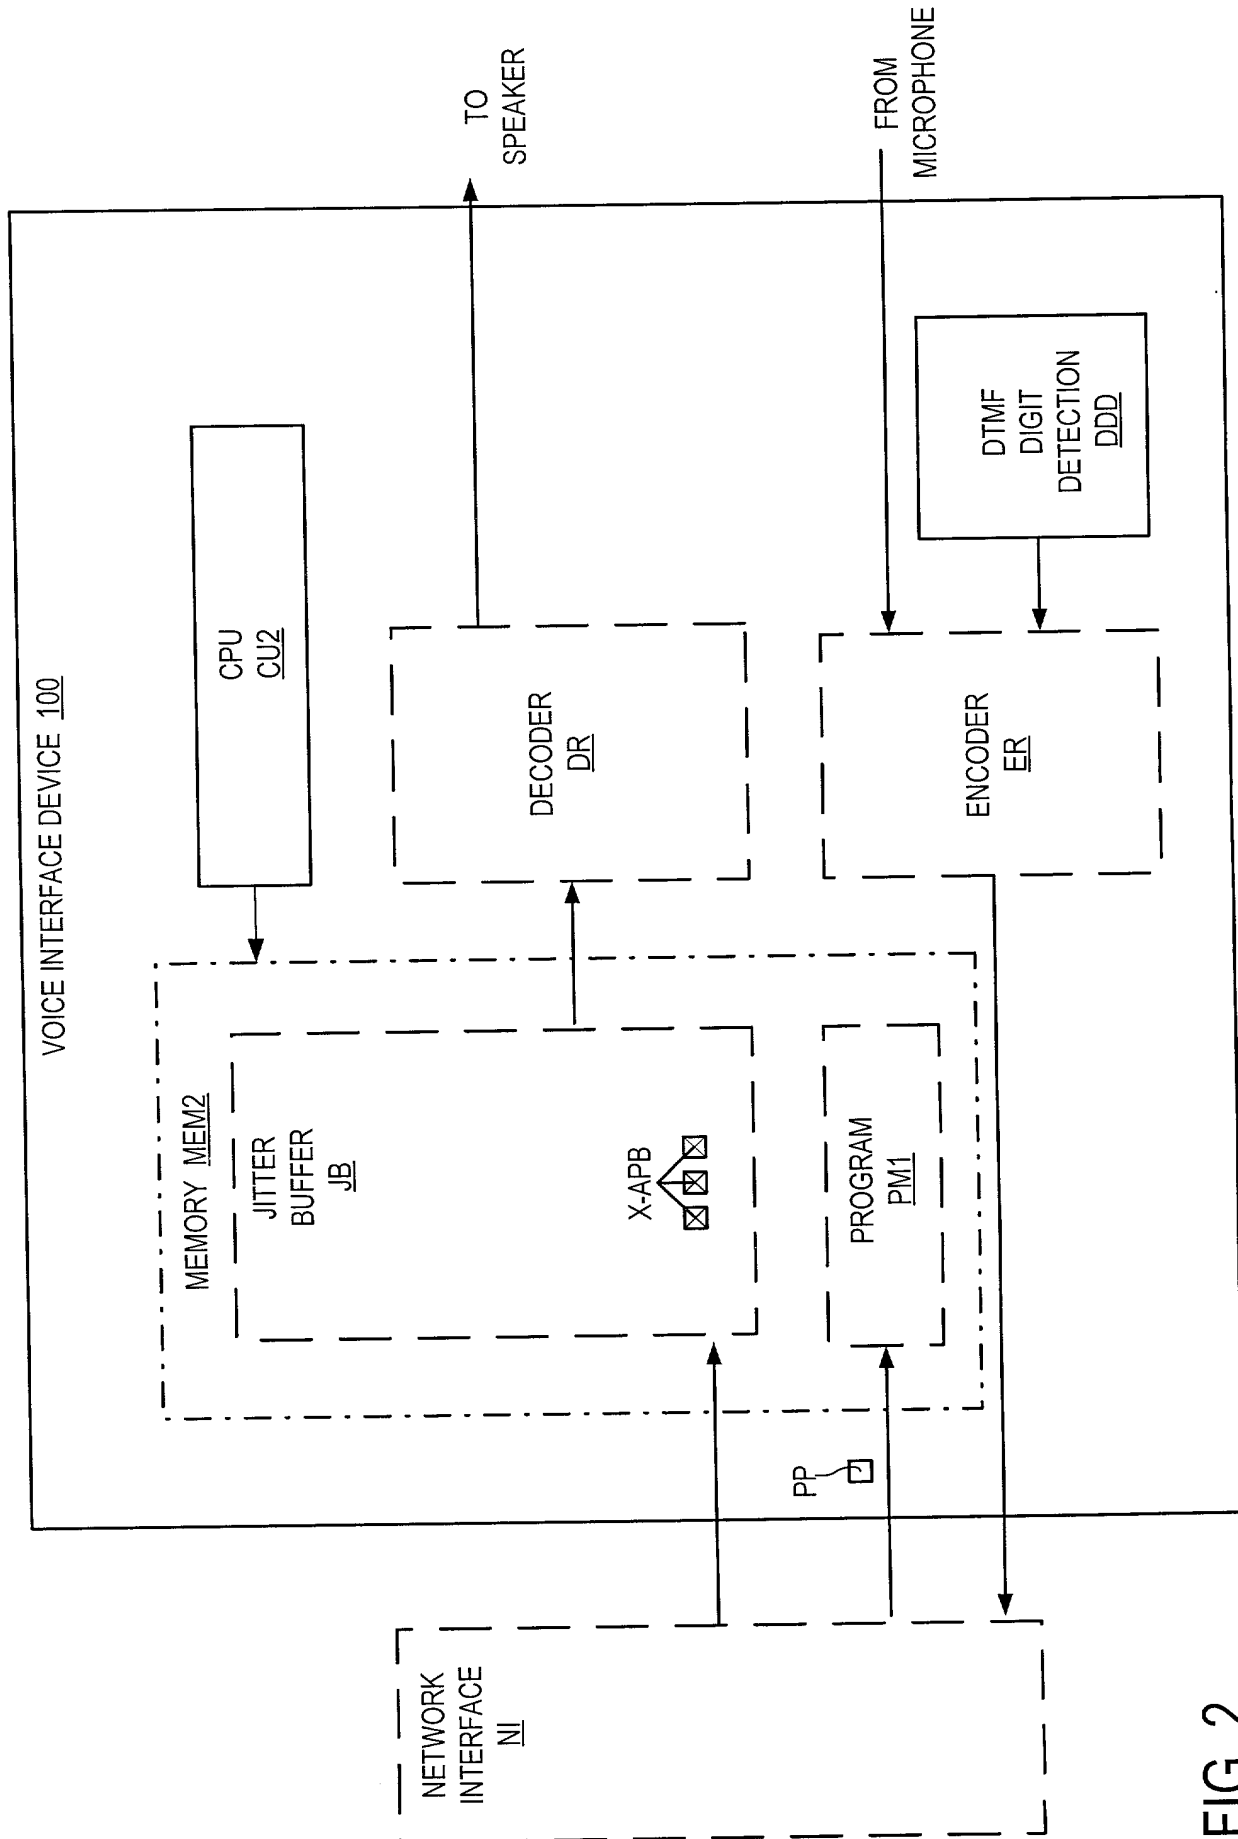 VOICE INTERFACE DEVICE 100
MEMORY MEM2
JITTER
BUFFER
JB
X-APB
PROGRAM
PM1
CPU
CU2
DECODER
DR
ENCODER
ER
DTMF
DIGIT
DETECTION
DDD
TO
SPEAKER
FROM
MICROPHONE
NETWORK
INTERFACE
NI
PP
FIG. 2